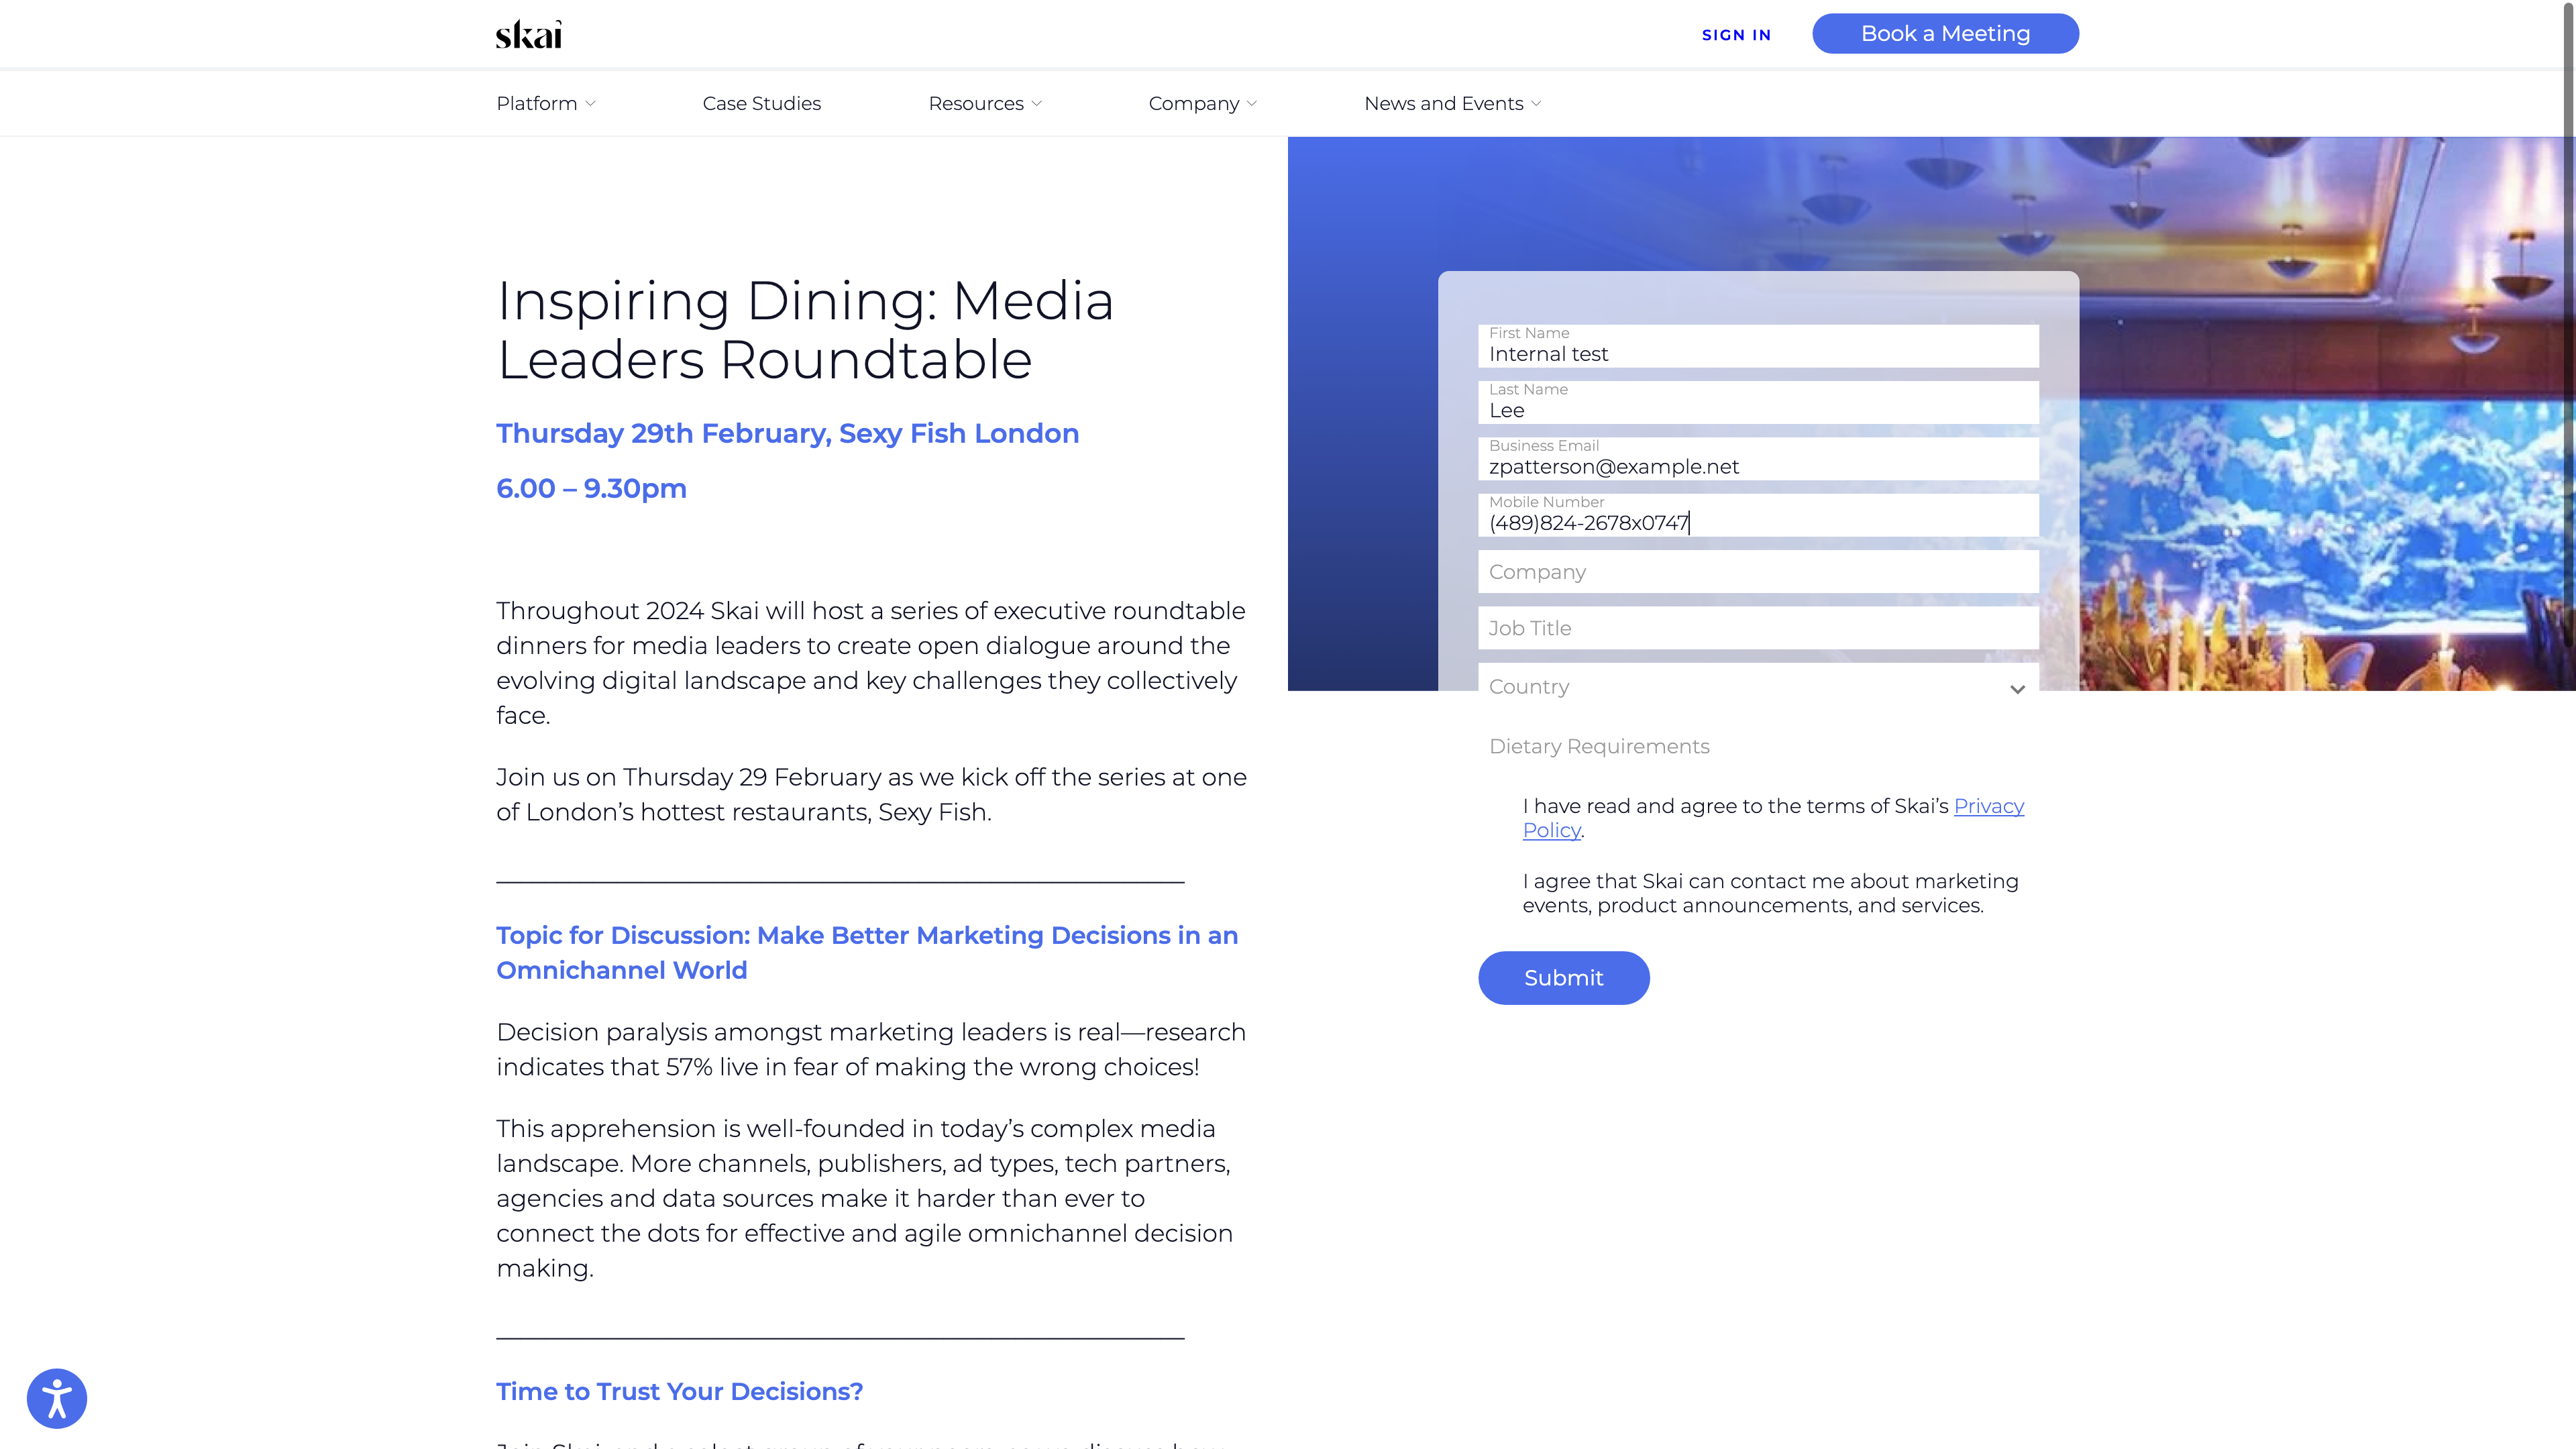 skai
SIGN IN
Book a Meeting
Platform
Case Studies
Resources
Company
News and Events
Inspiring Dining: Media
Leaders Roundtable
Thursday 29th February, Sexy Fish London
6.00 – 9.30pm
Throughout 2024 Skai will host a series of executive roundtable
dinners for media leaders to create open dialogue around the
evolving digital landscape and key challenges they collectively
face.
Join us on Thursday 29 February as we kick off the series at one
of London’s hottest restaurants, Sexy Fish.
Topic for Discussion: Make Better Marketing Decisions in an
Omnichannel World
Decision paralysis amongst marketing leaders is real—research
indicates that 57% live in fear of making the wrong choices!
This apprehension is well-founded in today’s complex media
landscape. More channels, publishers, ad types, tech partners,
agencies and data sources make it harder than ever to
connect the dots for effective and agile omnichannel decision
making.
Time to Trust Your Decisions?
First Name
Internal test
Last Name
Lee
Business Email
zpatterson@example.net
Mobile Number
(489)824-2678x0747
Company
Job Title
Country
Dietary Requirements
I have read and agree to the terms of Skai’s Privacy
Policy.
I agree that Skai can contact me about marketing
events, product announcements, and services.
Submit